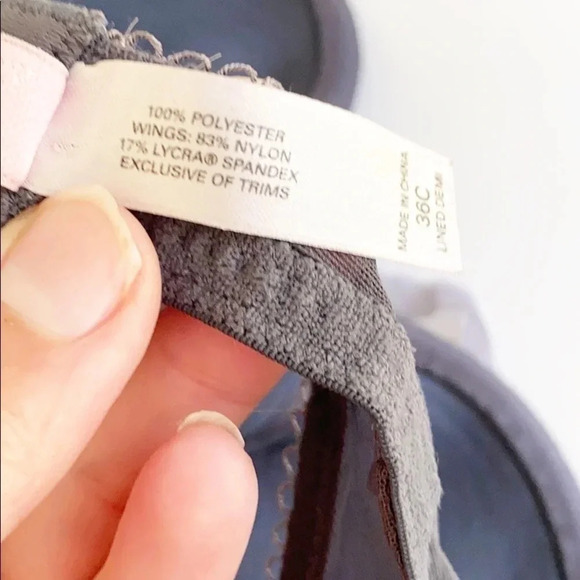 100% POLYESTER
WINGS: 83% NYLON
17% LYCRA® SPANDEX
EXCLUSIVE OF TRIMS
MADE IN CHINA
36C
LINED DEMI